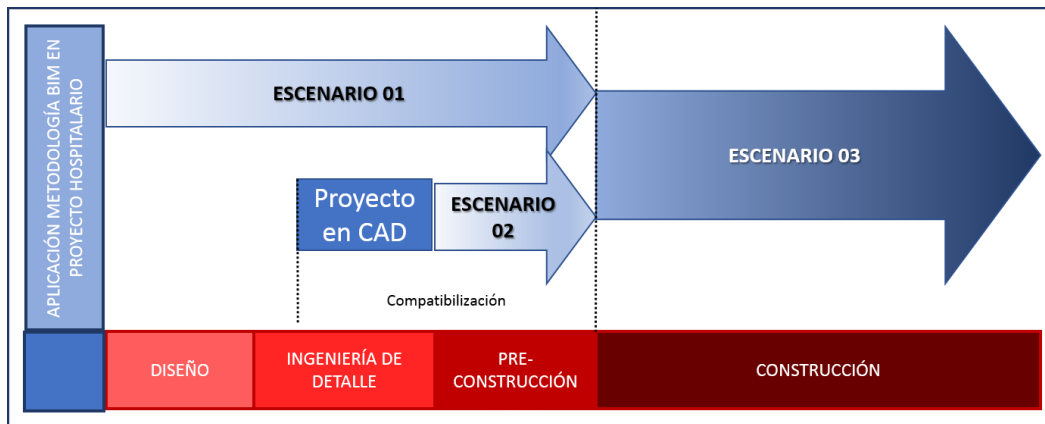 APLICACIÓN METODOLOGÍA BIM EN
PROYECTO HOSPITALARIO
ESCENARIO 01
ESCENARIO 03
Proyecto
en CAD
ESCENARIO
02
Compatibilización
DISEÑO
INGENIERÍA DE
DETALLE
PRE-
CONSTRUCCIÓN
CONSTRUCCIÓN